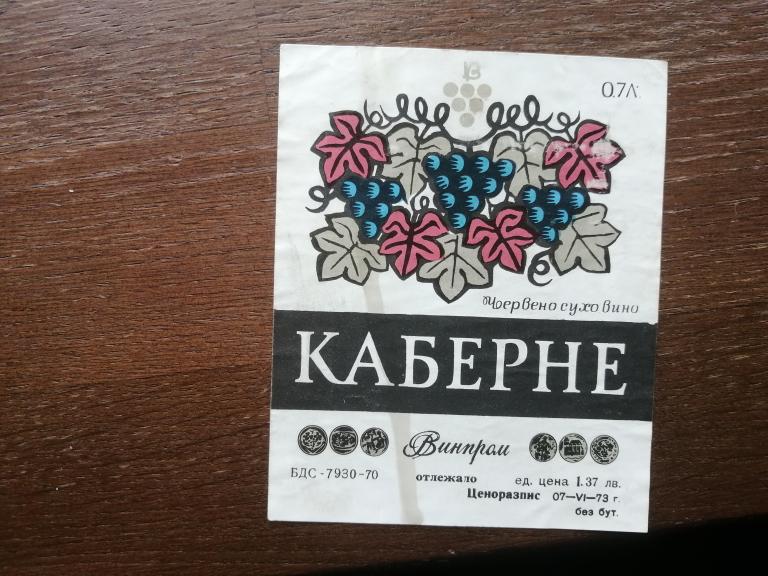 0.7Л.
Червено сухо вино
КАБЕРНЕ
Винпром
БДС-7930-70
отлежало
ед. цена 1.37 лв.
Ценоразпис 07—VI—73 г.
без бут.